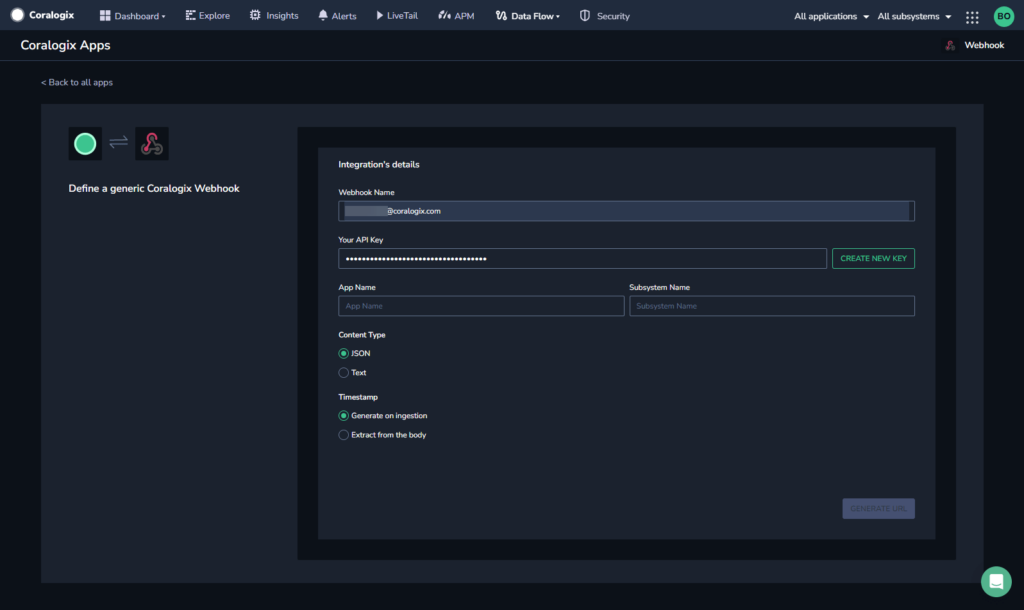 Coralogix Dashboard Explore Insights Alerts LiveTail APM Data Flow Security All applications All subsystems BO
Coralogix Apps Webhook
< Back to all apps
Define a generic Coralogix Webhook
Integration's details
Webhook Name
@coralogix.com
Your API Key
CREATE NEW KEY
App Name Subsystem Name
App Name Subsystem Name
Content Type
JSON
Text
Timestamp
Generate on ingestion
Extract from the body
GENERATE URL